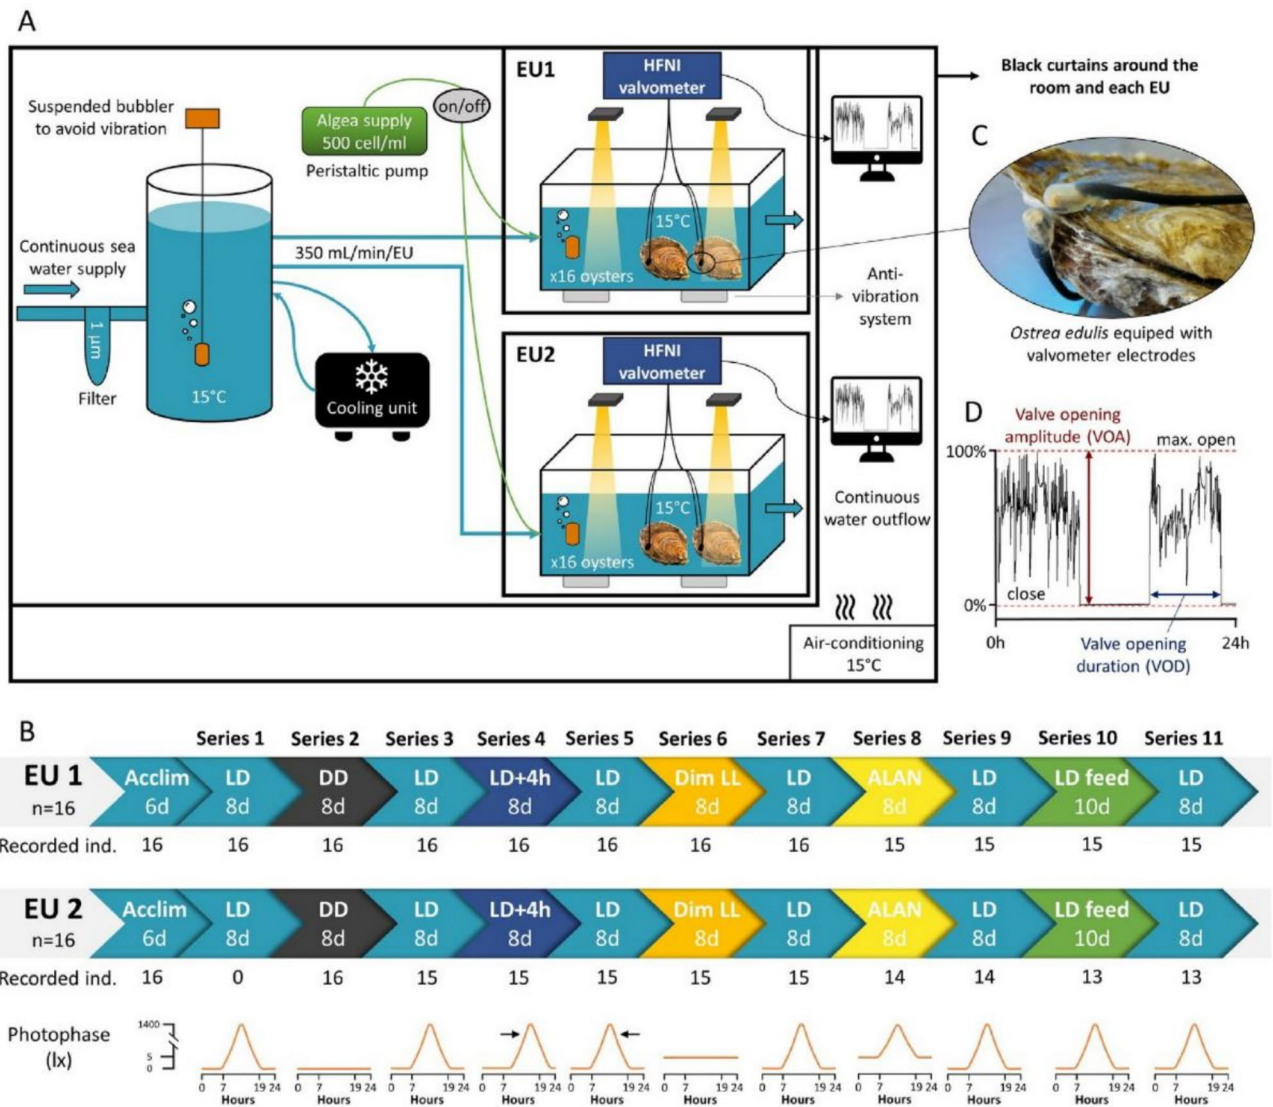 A
Suspended bubbler
to avoid vibration
Continuous sea
water supply
1 µm
Filter
15°C
Algea supply
500 cell/ml
Peristaltic pump
on/off
350 mL/min/EU
Cooling unit
EU1
HFNI
valvometer
15°C
x16 oysters
EU2
HFNI
valvometer
15°C
x16 oysters
Anti-
vibration
system
Continuous
water outflow
Air-conditioning
15°C
Black curtains around the
room and each EU
C
Ostrea edulis equiped with
valvometer electrodes
D
Valve opening
amplitude (VOA)
max. open
100%
close
0%
0h
24h
Valve opening
duration (VOD)
B
Series 1 Series 2 Series 3 Series 4 Series 5 Series 6 Series 7 Series 8 Series 9 Series 10 Series 11
EU 1 Acclim LD DD LD LD+4h LD Dim LL LD ALAN LD LD feed LD
n=16 6d 8d 8d 8d 8d 8d 8d 8d 8d 8d 10d 8d
Recorded ind. 16 16 16 16 16 16 16 16 15 15 15 15
EU 2 Acclim LD DD LD LD+4h LD Dim LL LD ALAN LD LD feed LD
n=16 6d 8d 8d 8d 8d 8d 8d 8d 8d 8d 10d 8d
Recorded ind. 16 0 16 15 15 15 15 15 14 14 13 13
Photophase
(lx)
1400
5
0
0 7 19 24 0 7 19 24 0 7 19 24 0 7 19 24 0 7 19 24 0 7 19 24 0 7 19 24 0 7 19 24 0 7 19 24 0 7 19 24 0 7 19 24
Hours Hours Hours Hours Hours Hours Hours Hours Hours Hours Hours